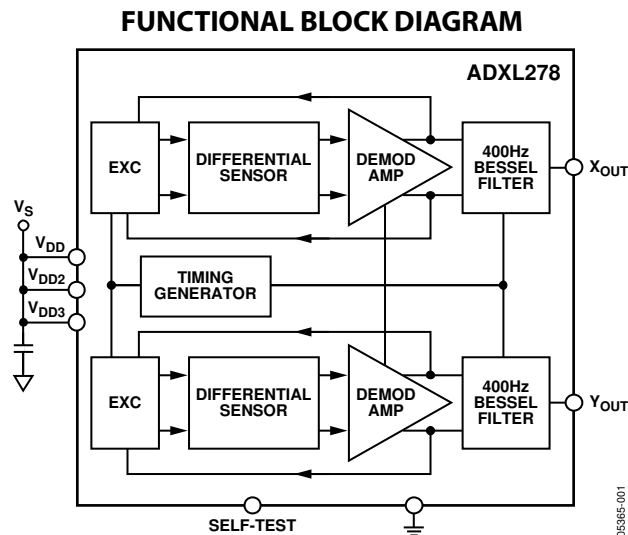 FUNCTIONAL BLOCK DIAGRAM
ADXL278
EXC
DIFFERENTIAL
SENSOR
DEMOD
AMP
400Hz
BESSEL
FILTER
XOUT
VS
VDD
VDD2
VDD3
TIMING
GENERATOR
EXC
DIFFERENTIAL
SENSOR
DEMOD
AMP
400Hz
BESSEL
FILTER
YOUT
SELF-TEST
05365-001